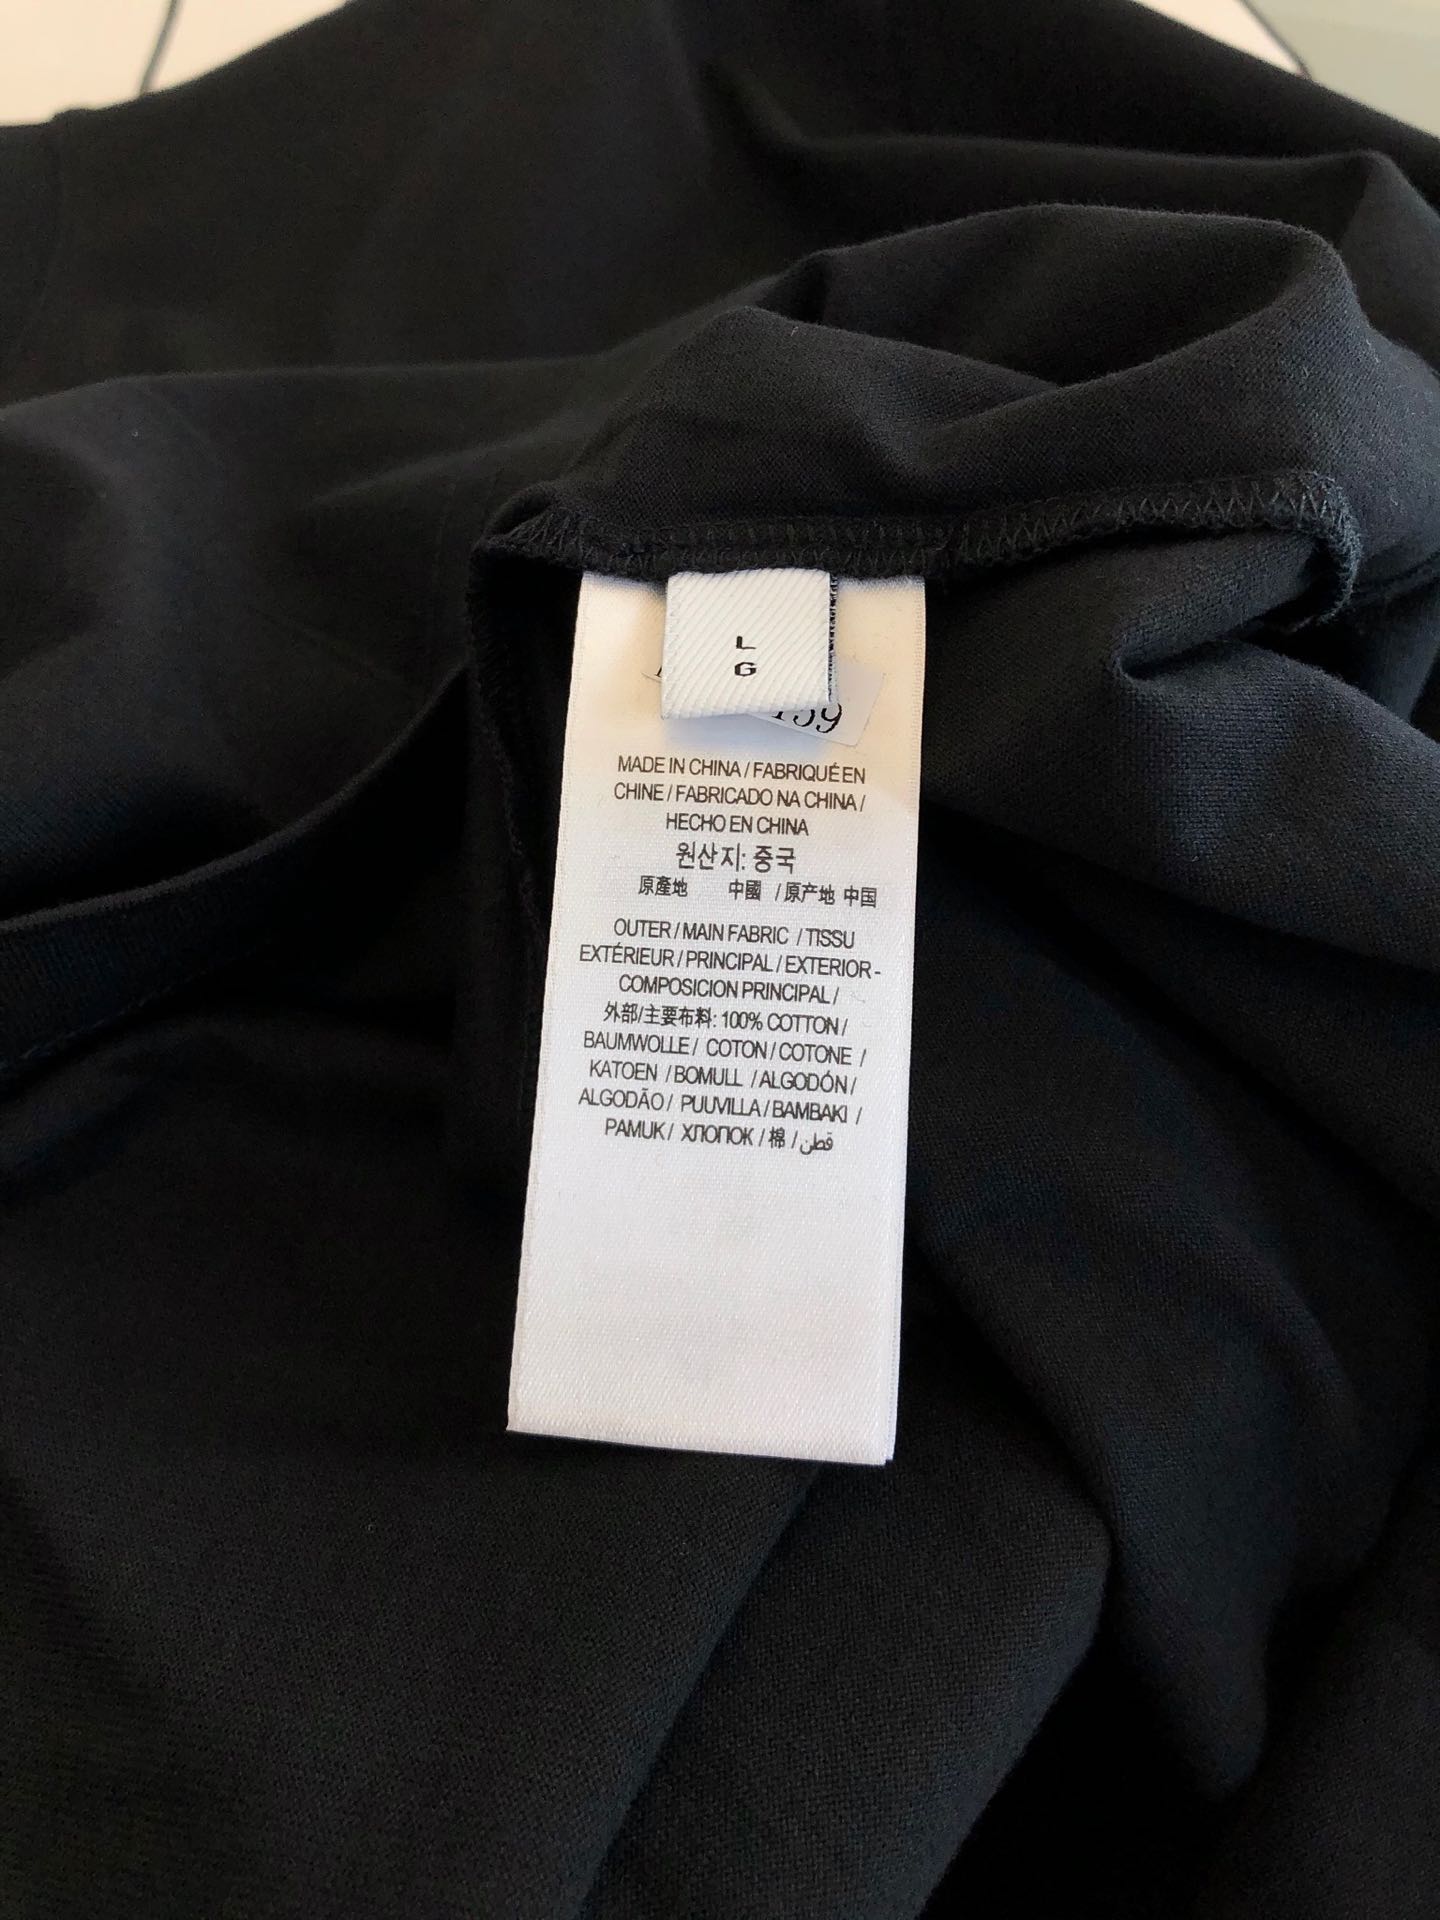 L
G
159
MADE IN CHINA / FABRIQUÉ EN
CHINE / FABRICADO NA CHINA /
HECHO EN CHINA
원산지: 중국
原產地 中國 / 原产地 中国
OUTER / MAIN FABRIC / TISSU
EXTÉRIEUR / PRINCIPAL / EXTERIOR -
COMPOSICION PRINCIPAL /
外部/主要布料: 100% COTTON /
BAUMWOLLE / COTON / COTONE /
KATOEN / BOMULL / ALGODÓN /
ALGODÃO / PUUVILLA / BAMBAKI /
PAMUK / ХЛОПОК / 棉 / قطن